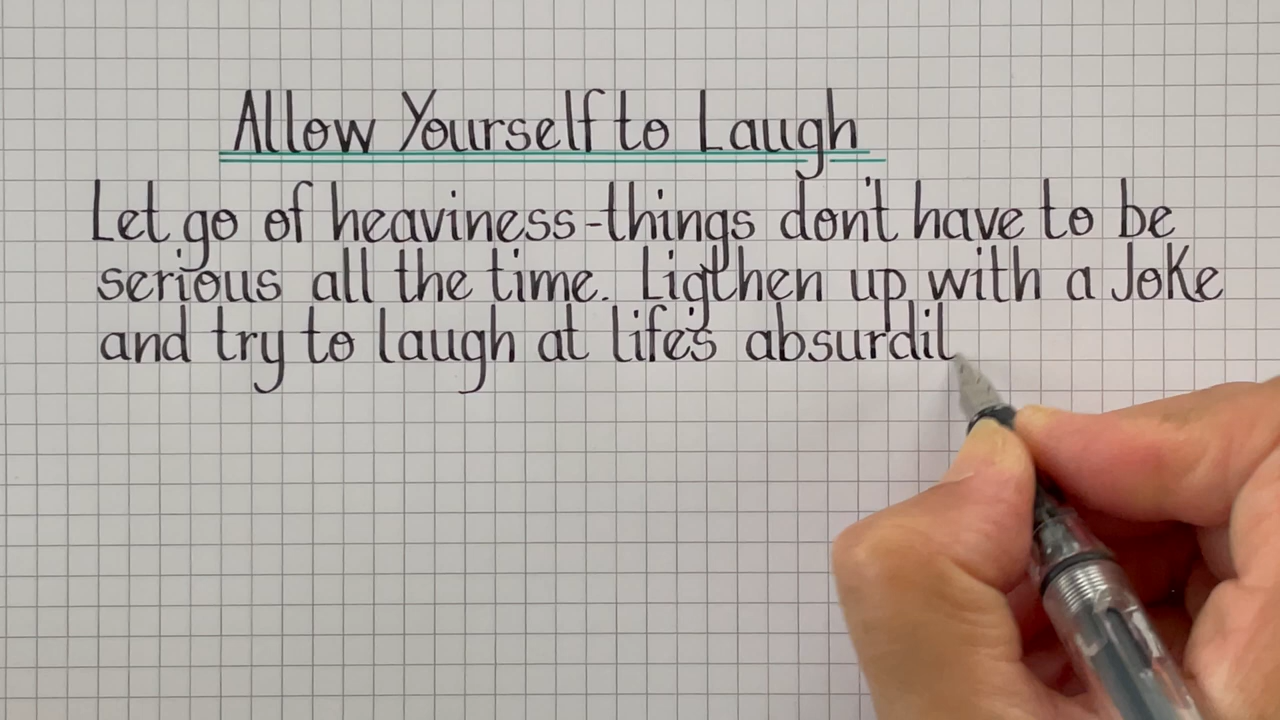 Allow Yourself to Laugh
Let go of heaviness-things don't have to be
serious all the time. Ligthen up with a Joke
and try to laugh at life's absurdil